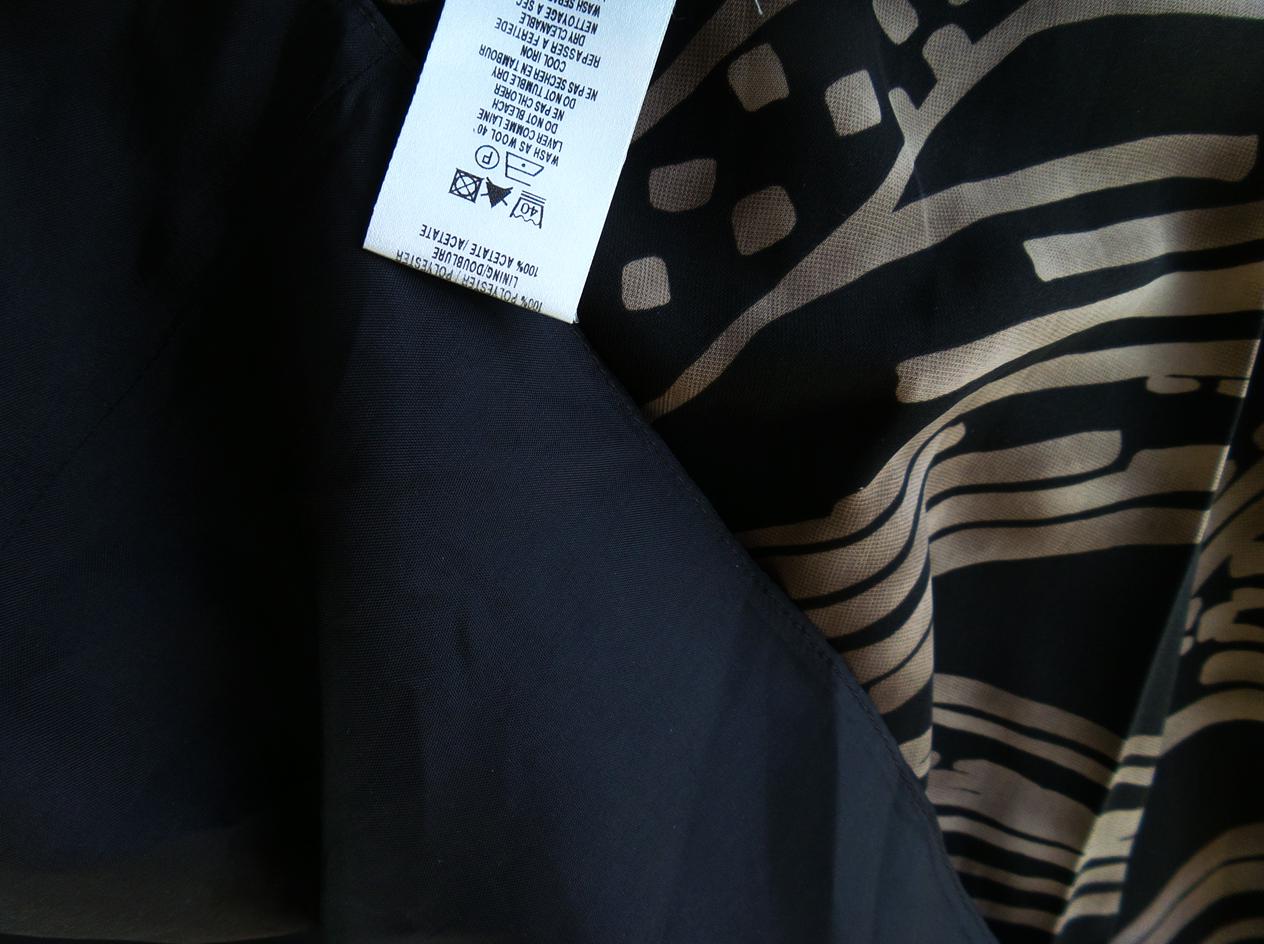 100% POLYESTER / POLYESTER
LINING/DOUBLURE
100% ACETATE /ACETATE
40
P
WASH AS WOOL 40°
LAVER COMME LAINE
DO NOT BLEACH
NE PAS CHLORER
DO NOT TUMBLE DRY
NE PAS SECHER EN TAMBOUR
COOL IRON
REPASSER A FERTIEDE
DRY CLEANABLE
NETTOYAGE A SEC
WASH